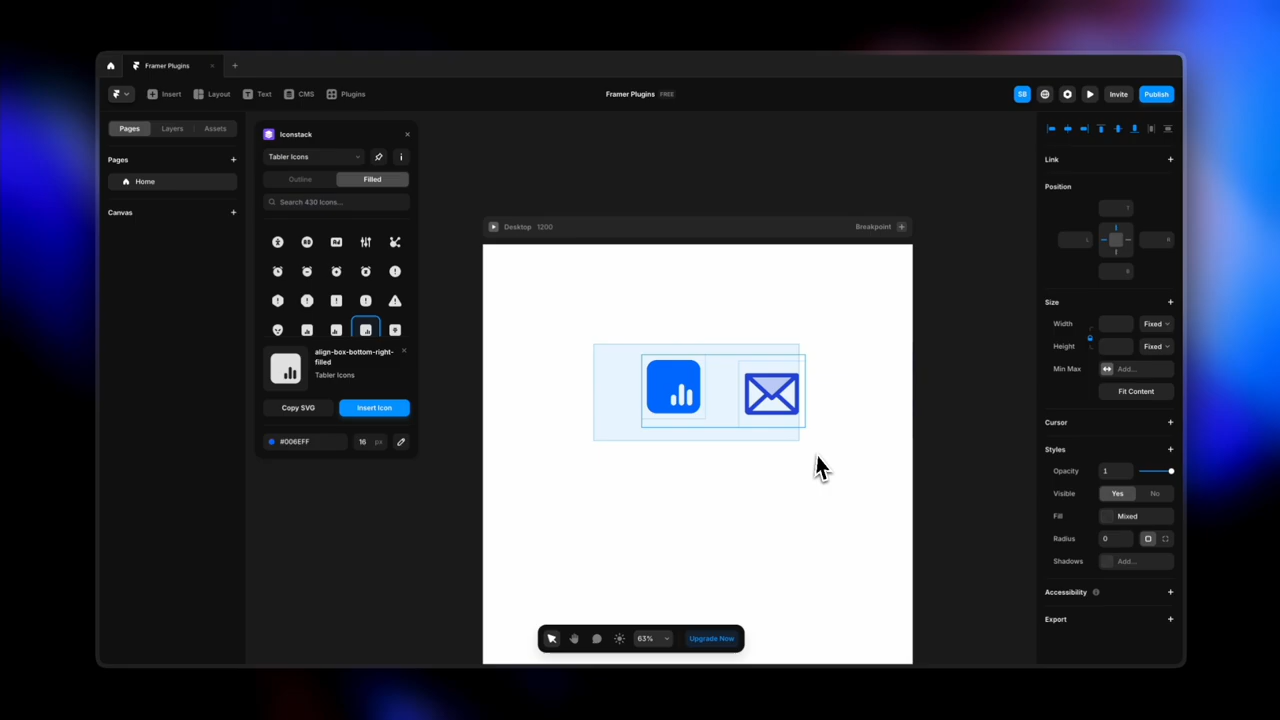 Framer Plugins
Insert
Layout
Text
CMS
Plugins
Framer Plugins FREE
SB
Invite
Publish
Pages
Layers
Assets
Pages
Home
Canvas
Iconstack
Tabler Icons
Outline
Filled
Search 430 Icons...
align-box-bottom-right-
filled
Tabler Icons
Copy SVG
Insert Icon
#006EFF
16 px
Desktop 1200
Breakpoint
63%
Upgrade Now
Link
Position
T
L
R
B
Size
Width
Fixed
Height
Fixed
Min Max
Add...
Fit Content
Cursor
Styles
Opacity
1
Visible
Yes
No
Fill
Mixed
Radius
0
Shadows
Add...
Accessibility
Export